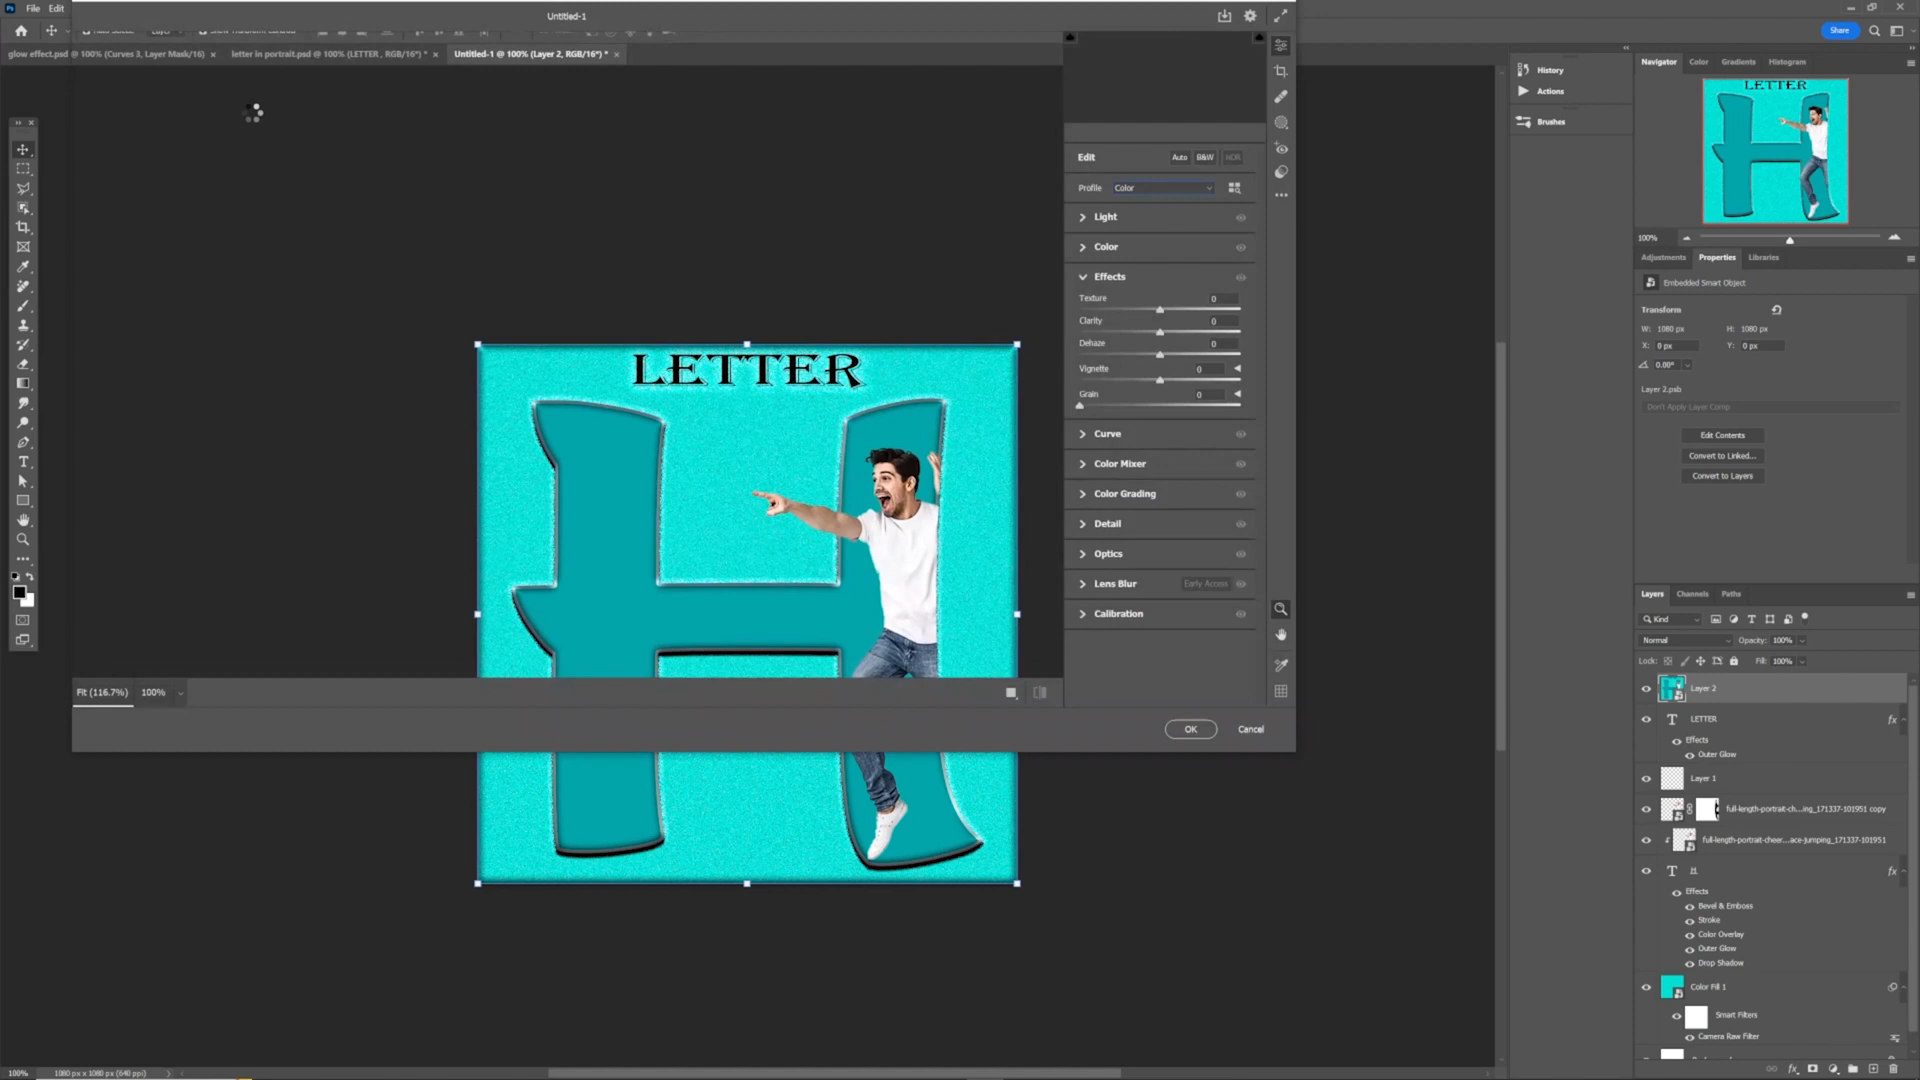 Untitled-1
Ps File Edit
Share
glow effect.psd @ 100% (Curves 3, Layer Mask/16) ×
letter in portrait.psd @ 100% (LETTER , RGB/16*) * ×
Untitled-1 @ 100% (Layer 2, RGB/16*) * ×
History
Actions
Brushes
Navigator Color Gradients Histogram
LETTER
100%
Adjustments Properties Libraries
Embedded Smart Object
Transform
W: 1080 px H: 1080 px
X: 0 px Y: 0 px
0.00°
Layer 2.psb
Don't Apply Layer Comp
Edit Contents
Convert to Linked...
Convert to Layers
Edit Auto B&W HDR
Profile Color
Light
Color
Effects
Texture 0
Clarity 0
Dehaze 0
Vignette 0
Grain 0
Curve
Color Mixer
Color Grading
Detail
Optics
Lens Blur Early Access
Calibration
LETTER
H
Fit (116.7%) 100%
OK Cancel
Layers Channels Paths
Kind
Normal Opacity: 100%
Lock: Fill: 100%
Layer 2
T LETTER fx
Effects
Outer Glow
Layer 1
full-length-portrait-ch...ing_171337-101951 copy
full-length-portrait-cheer...ace-jumping_171337-101951
T H fx
Effects
Bevel & Emboss
Stroke
Color Overlay
Outer Glow
Drop Shadow
Color Fill 1
Smart Filters
Camera Raw Filter
100% 1080 px x 1080 px (640 ppi)